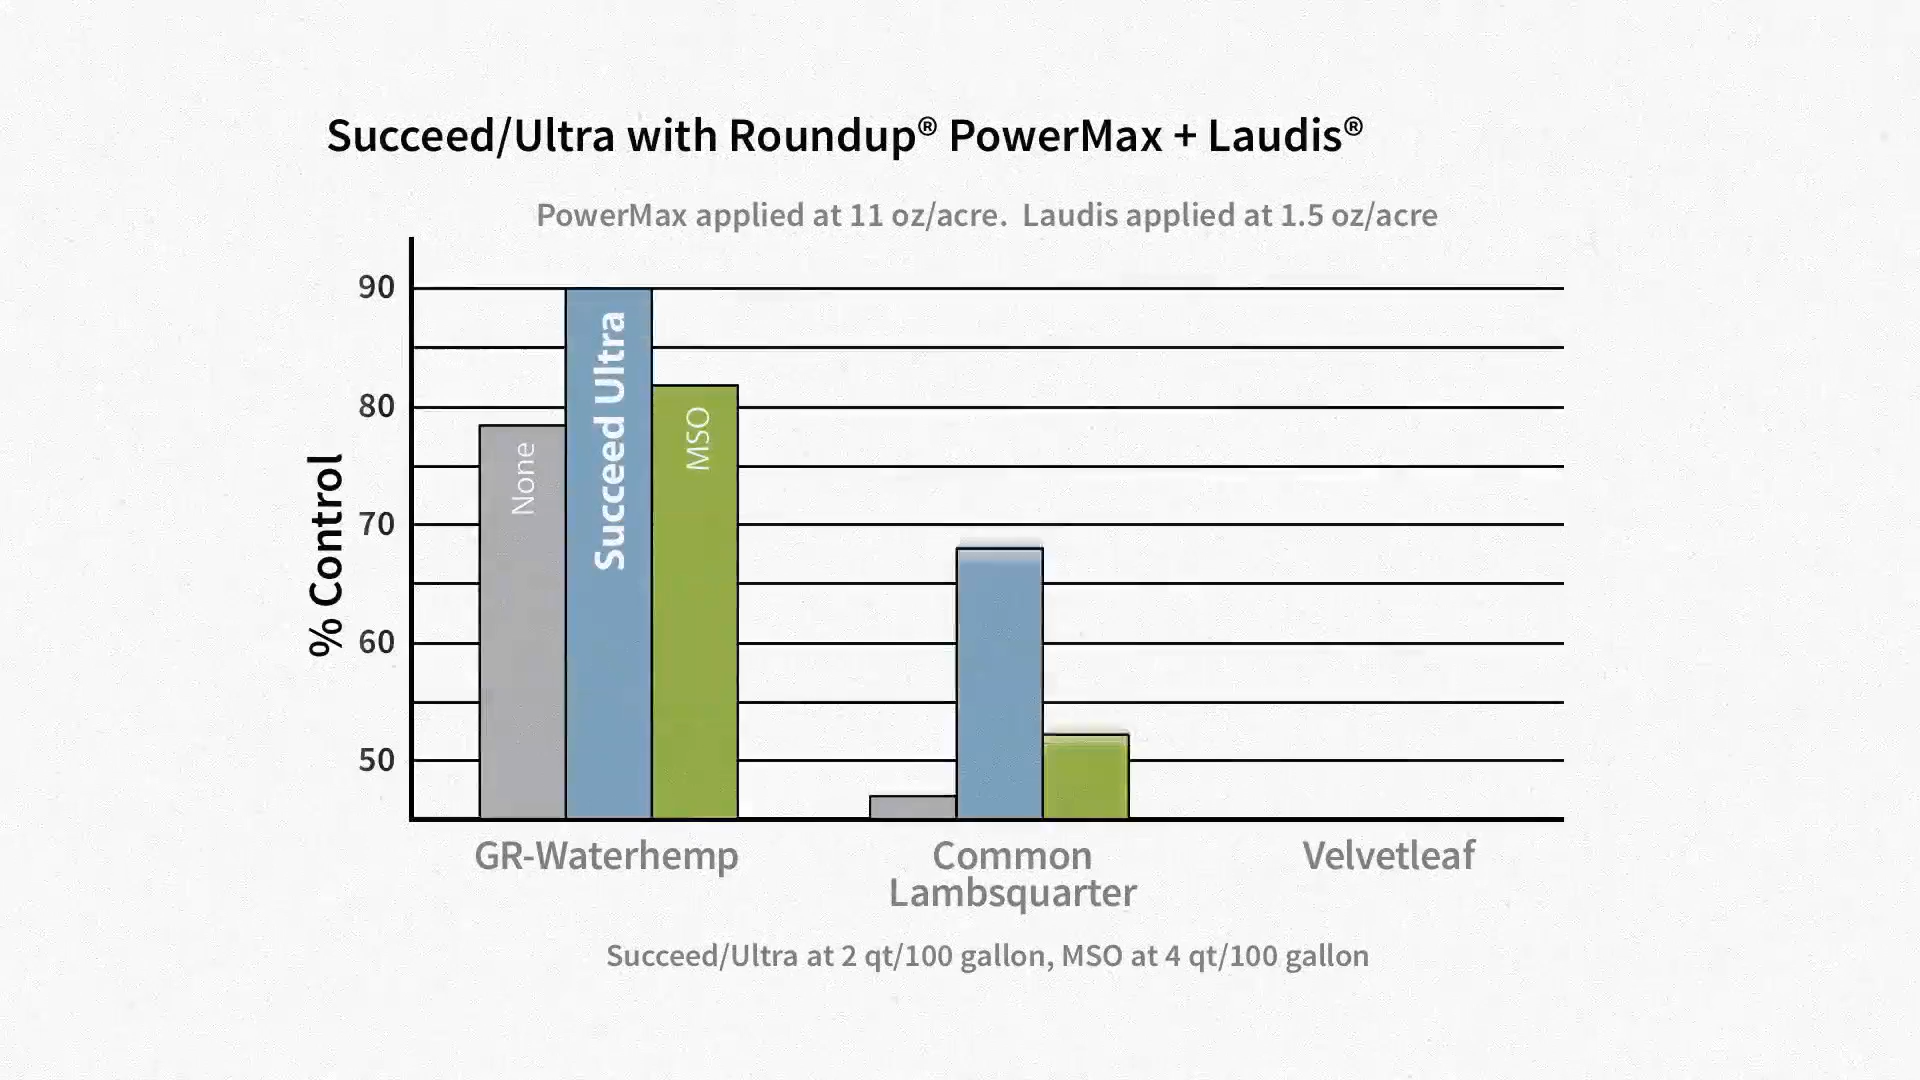 Succeed/Ultra with Roundup® PowerMax + Laudis®
PowerMax applied at 11 oz/acre.  Laudis applied at 1.5 oz/acre
% Control
90
80
70
60
50
None
Succeed Ultra
MSO
GR-Waterhemp
Common
Lambsquarter
Velvetleaf
Succeed/Ultra at 2 qt/100 gallon, MSO at 4 qt/100 gallon